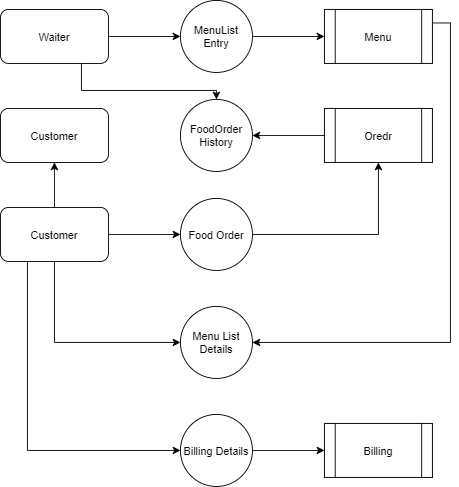 Waiter
MenuList
Entry
Menu
Customer
FoodOrder
History
Oredr
Customer
Food Order
Menu List
Details
Billing Details
Billing